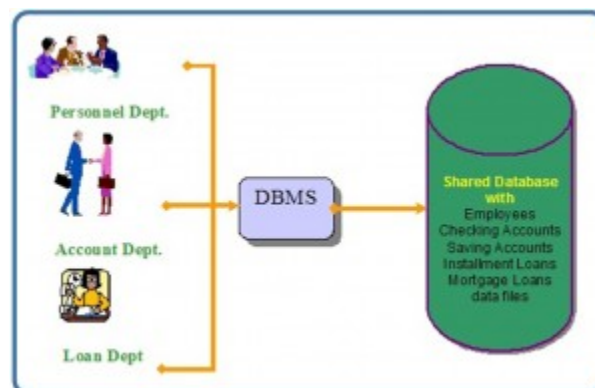 Personnel Dept.
Account Dept.
Loan Dept
DBMS
Shared Database
with
Employees
Checking Accounts
Saving Accounts
Installment Loans
Mortgage Loans
data files